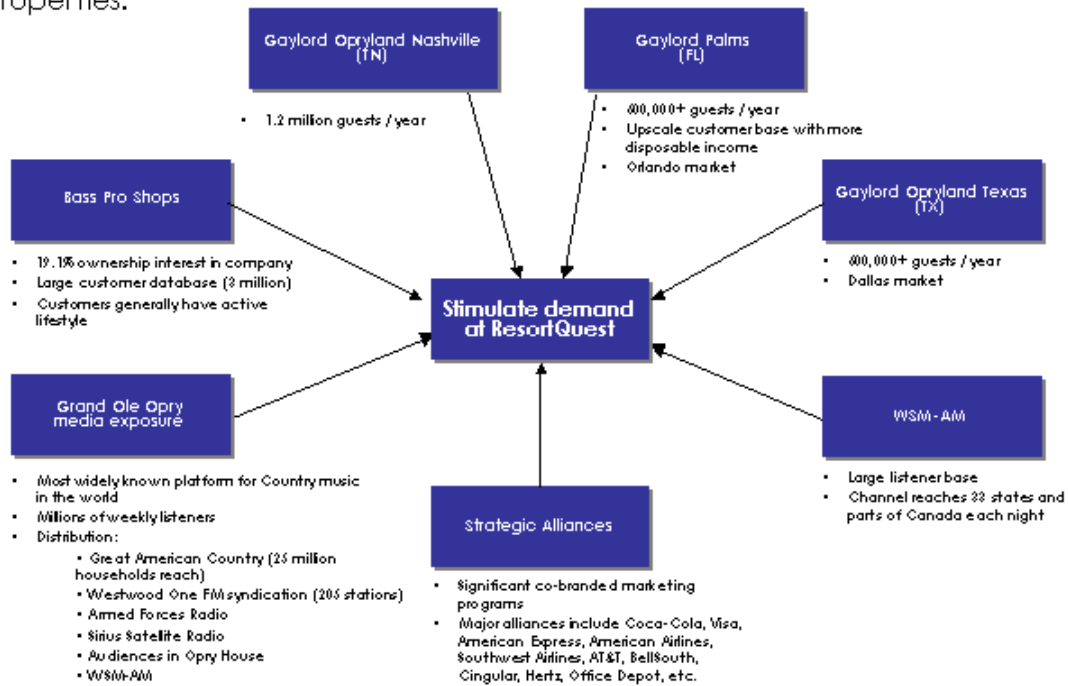 roperties.
Gaylord Opryland Nashville
(TN)
• 1.2 million guests / year
Gaylord Palms
(FL)
• 600,000+ guests / year
• Upscale customer base with more
disposable income
• Orlando market
Bass Pro Shops
• 19.1% ownership interest in company
• Large customer database (3 million)
• Customers generally have active
lifestyle
Gaylord Opryland Texas
(TX)
• 600,000+ guests / year
• Dallas market
Stimulate demand
at ResortQuest
Grand Ole Opry
media exposure
• Most widely known platform for Country music
in the world
• Millions of weekly listeners
• Distribution:
• Great American Country (25 million
households reach)
• Westwood One FM syndication (205 stations)
• Armed Forces Radio
• Sirius Satellite Radio
• Audiences in Opry House
• WSM-AM
Strategic Alliances
• Significant co-branded marketing
programs
• Major alliances include Coca-Cola, Visa,
American Express, American Airlines,
Southwest Airlines, AT&T, BellSouth,
Cingular, Hertz, Office Depot, etc.
WSM-AM
• Large listener base
• Channel reaches 33 states and
parts of Canada each night